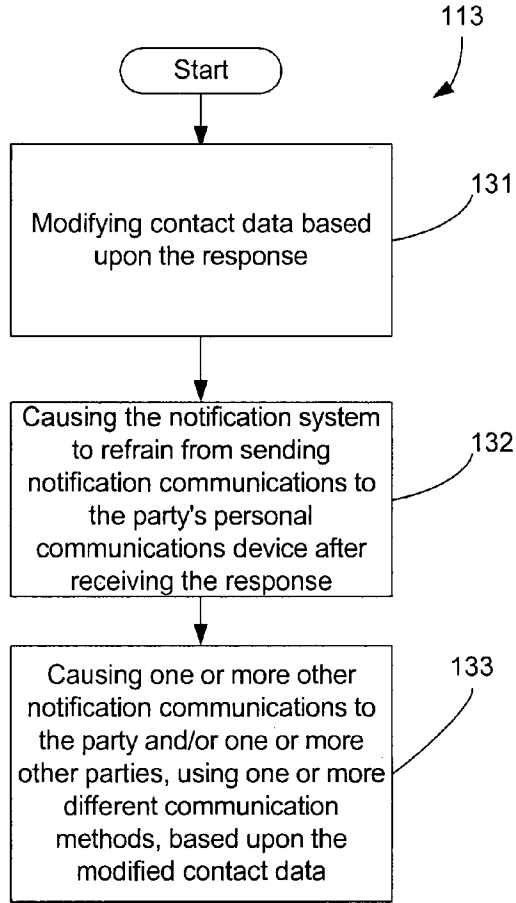 113
Start
131
Modifying contact data based
upon the response
132
Causing the notification system
to refrain from sending
notification communications to
the party's personal
communications device after
receiving the response
133
Causing one or more other
notification communications to
the party and/or one or more
other parties, using one or more
different communication
methods, based upon the
modified contact data